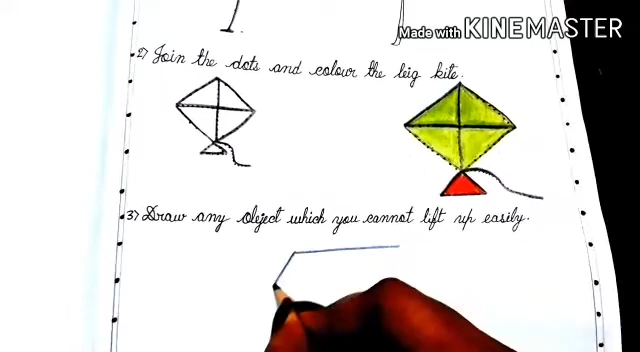 Made with KINEMASTER
2) Join the dots and colour the big kite.
3) Draw any object which you cannot lift up easily.